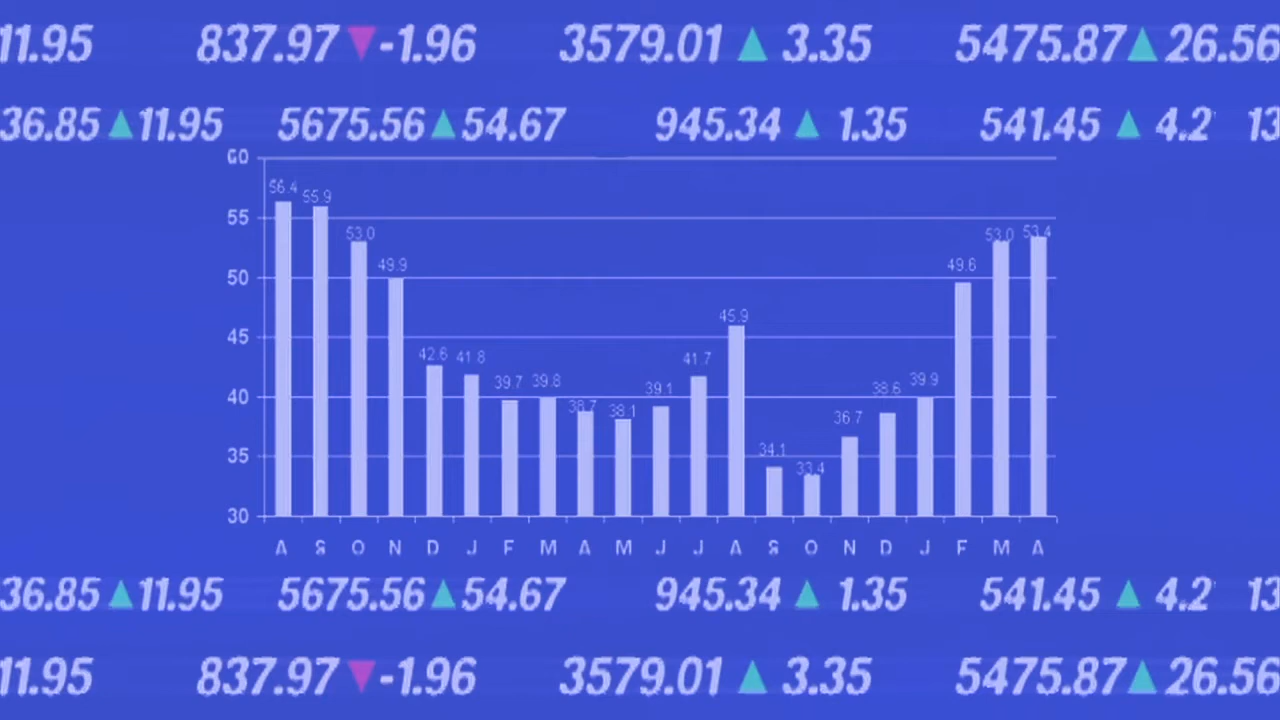 11.95 837.97 ▼ -1.96 3579.01 ▲ 3.35 5475.87 ▲ 26.56
36.85 ▲ 11.95 5675.56 ▲ 54.67 945.34 ▲ 1.35 541.45 ▲ 4.2 13
60
56.4 55.9 53.0 49.9 42.6 41.8 39.7 39.8 38.7 38.1 39.1 41.7 45.9 34.1 33.4 36.7 38.6 39.9 49.6 53.0 53.4
55
50
45
40
35
30
A S O N D J F M A M J J A S O N D J F M A
36.85 ▲ 11.95 5675.56 ▲ 54.67 945.34 ▲ 1.35 541.45 ▲ 4.2 13
11.95 837.97 ▼ -1.96 3579.01 ▲ 3.35 5475.87 ▲ 26.56